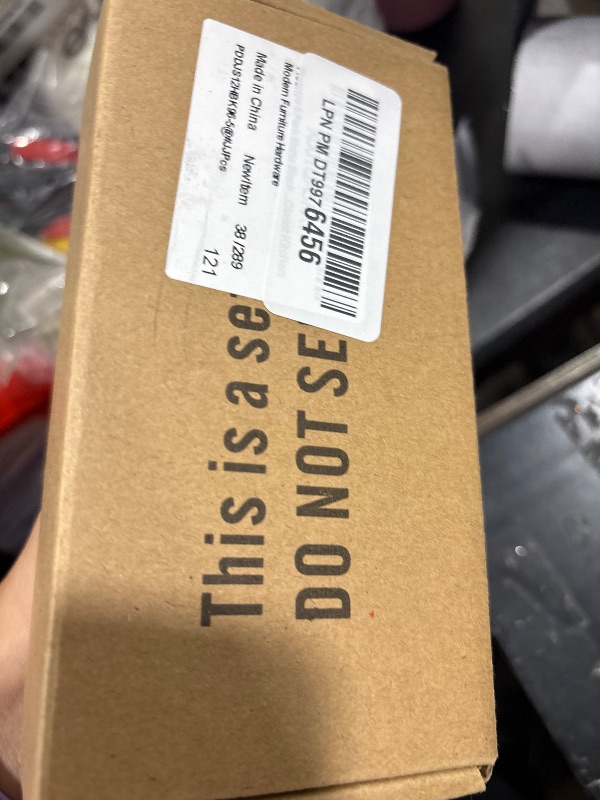 LPN PM DT9976456
Modern Furniture Hardware
Made in China NewItem 38 /289
121
This is a se
DO NOT SE